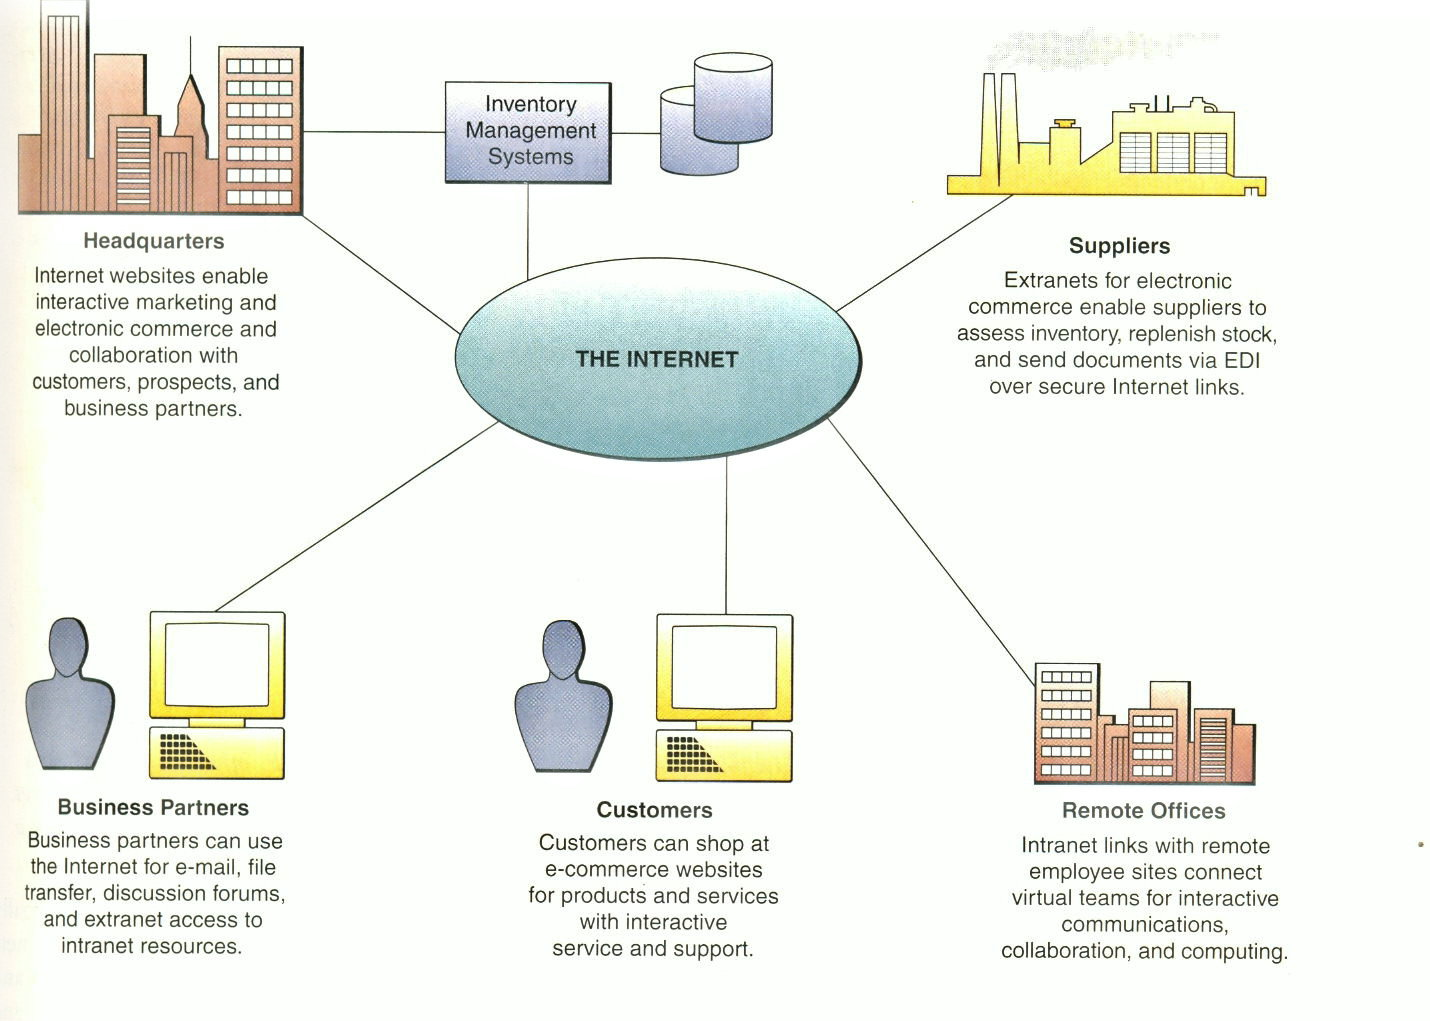 Inventory
Management
Systems
Headquarters
Internet websites enable
interactive marketing and
electronic commerce and
collaboration with
customers, prospects, and
business partners.
Suppliers
Extranets for electronic
commerce enable suppliers to
assess inventory, replenish stock,
and send documents via EDI
over secure Internet links.
THE INTERNET
Business Partners
Business partners can use
the Internet for e-mail, file
transfer, discussion forums,
and extranet access to
intranet resources.
Customers
Customers can shop at
e-commerce websites
for products and services
with interactive
service and support.
Remote Offices
Intranet links with remote
employee sites connect
virtual teams for interactive
communications,
collaboration, and computing.